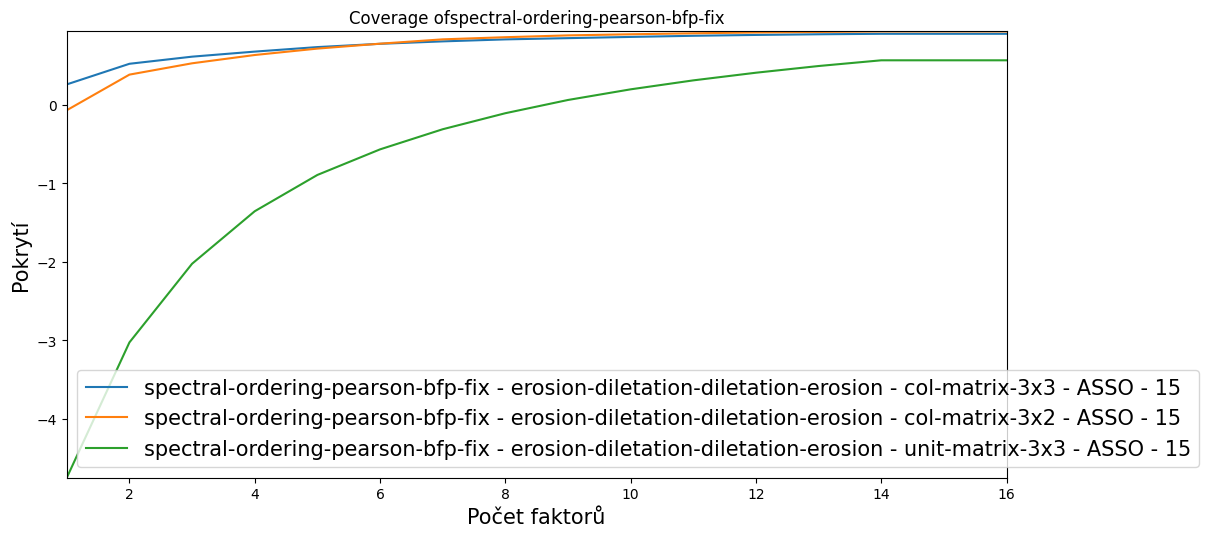 Coverage ofspectral-ordering-pearson-bfp-fix
Pokrytí
0
−1
−2
−3
−4
spectral-ordering-pearson-bfp-fix - erosion-diletation-diletation-erosion - col-matrix-3x3 - ASSO - 15
spectral-ordering-pearson-bfp-fix - erosion-diletation-diletation-erosion - col-matrix-3x2 - ASSO - 15
spectral-ordering-pearson-bfp-fix - erosion-diletation-diletation-erosion - unit-matrix-3x3 - ASSO - 15
2 4 6 8 10 12 14 16
Počet faktorů